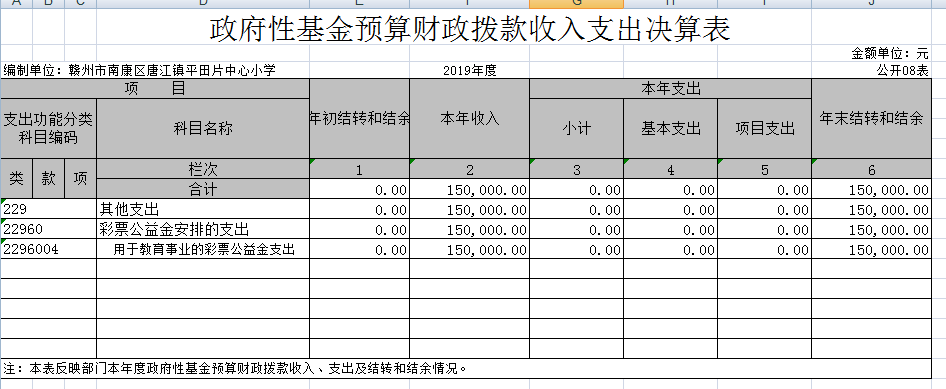 政府性基金预算财政拨款收入支出决算表
金额单位：元
编制单位：赣州市南康区唐江镇平田片中心小学 2019年度 公开08表
项 目 年初结转和结余 本年收入 本年支出 年末结转和结余
支出功能分类科目编码 科目名称 小计 基本支出 项目支出
类 款 项 栏次 1 2 3 4 5 6
合计 0.00 150,000.00 0.00 0.00 0.00 150,000.00
229 其他支出 0.00 150,000.00 0.00 0.00 0.00 150,000.00
22960 彩票公益金安排的支出 0.00 150,000.00 0.00 0.00 0.00 150,000.00
2296004 用于教育事业的彩票公益金支出 0.00 150,000.00 0.00 0.00 0.00 150,000.00
注：本表反映部门本年度政府性基金预算财政拨款收入、支出及结转和结余情况。